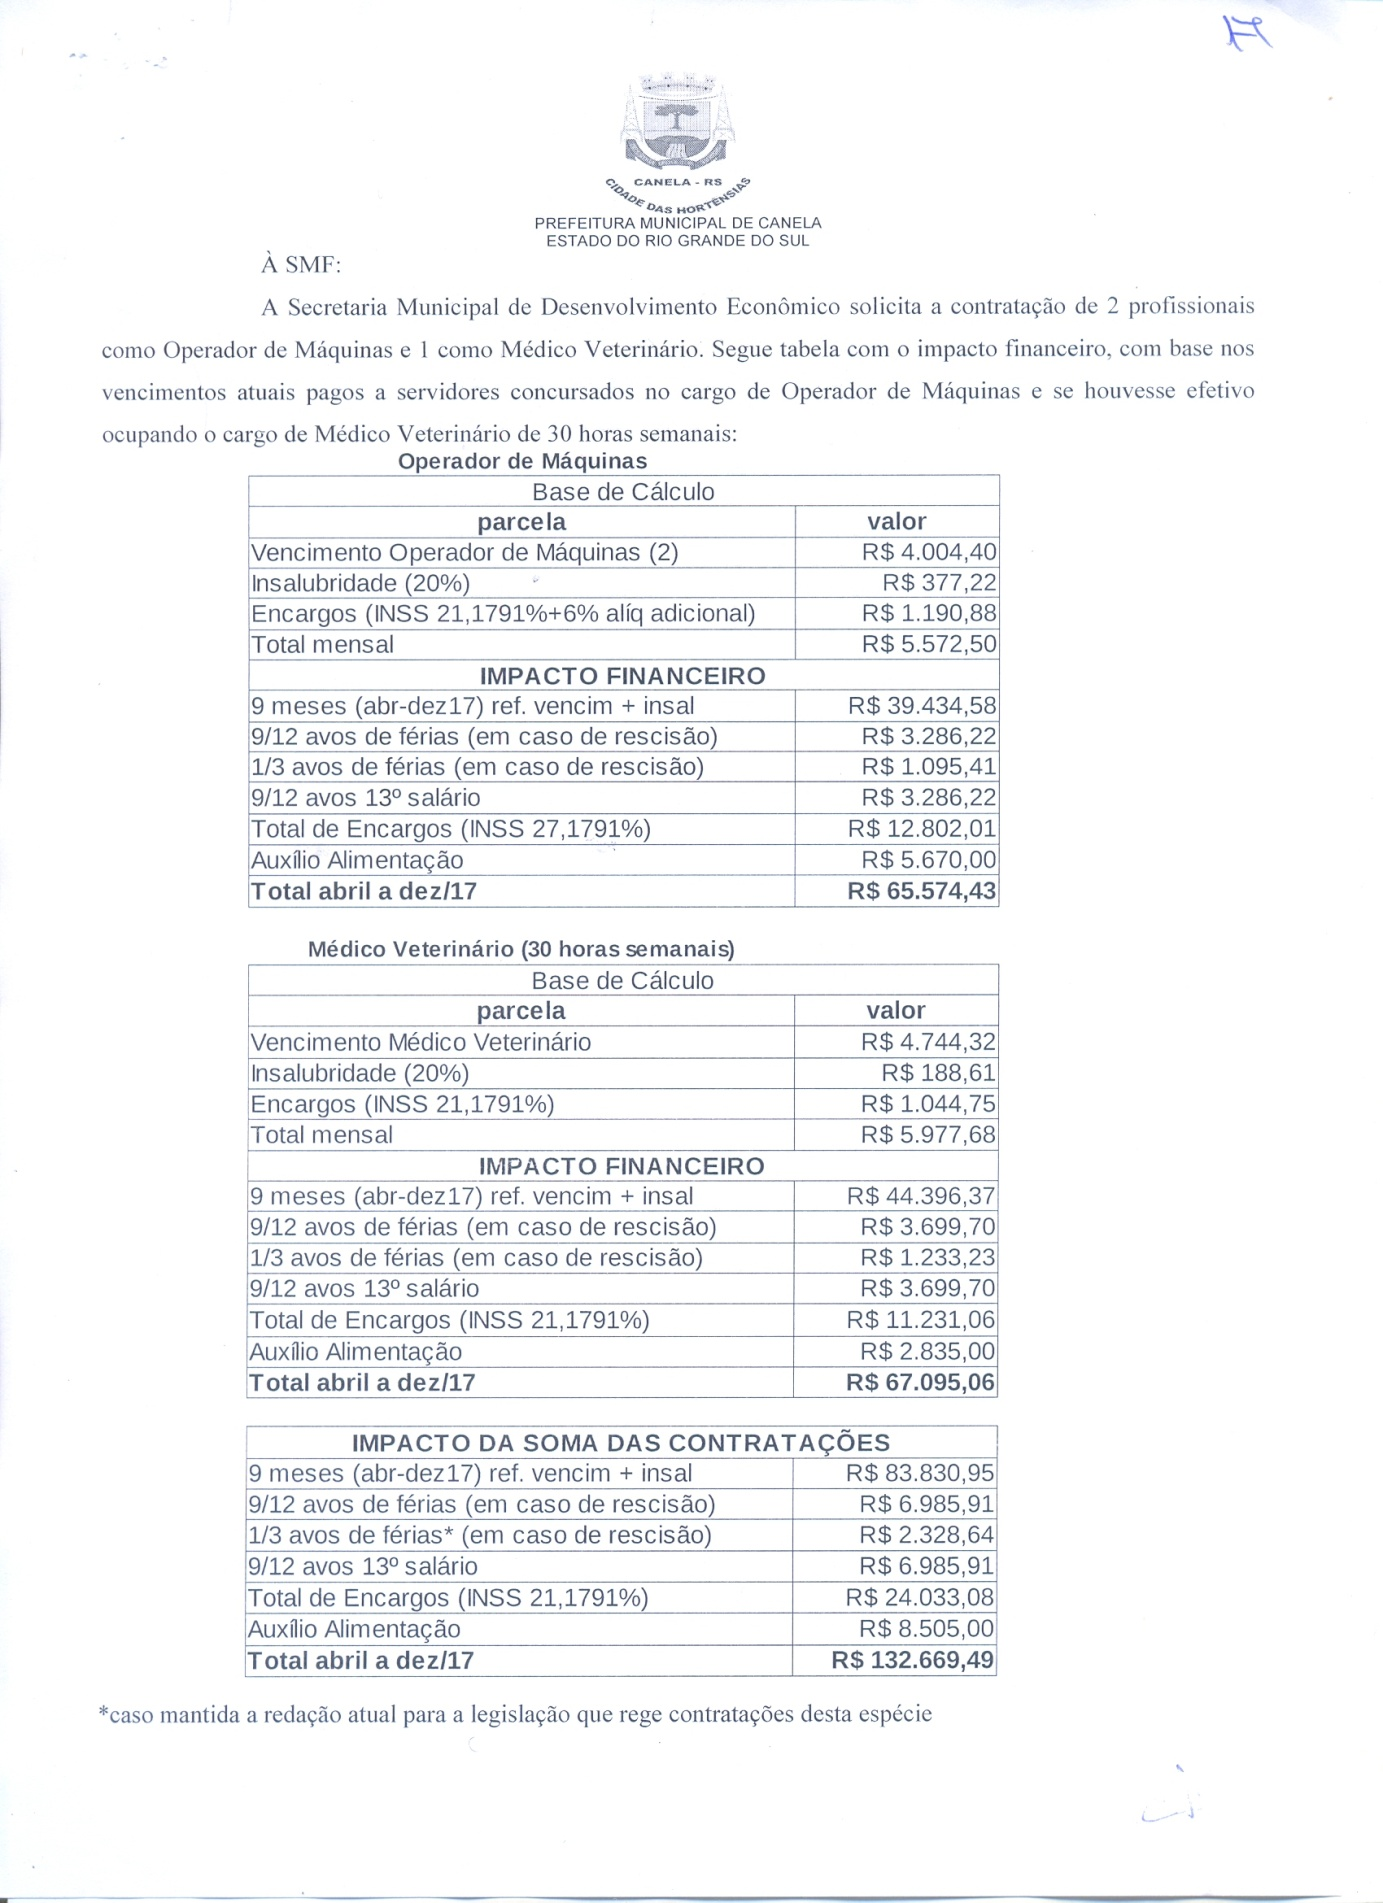 CANELA - RS
CIDADE DAS HORTÊNSIAS
PREFEITURA MUNICIPAL DE CANELA
ESTADO DO RIO GRANDE DO SUL
À SMF:
A Secretaria Municipal de Desenvolvimento Econômico solicita a contratação de 2 profissionais
como Operador de Máquinas e 1 como Médico Veterinário. Segue tabela com o impacto financeiro, com base nos
vencimentos atuais pagos a servidores concursados no cargo de Operador de Máquinas e se houvesse efetivo
ocupando o cargo de Médico Veterinário de 30 horas semanais:
Operador de Máquinas
Base de Cálculo
parcela valor
Vencimento Operador de Máquinas (2) R$ 4.004,40
Insalubridade (20%) R$ 377,22
Encargos (INSS 21,1791%+6% alíq adicional) R$ 1.190,88
Total mensal R$ 5.572,50
IMPACTO FINANCEIRO
9 meses (abr-dez17) ref. vencim + insal R$ 39.434,58
9/12 avos de férias (em caso de rescisão) R$ 3.286,22
1/3 avos de férias (em caso de rescisão) R$ 1.095,41
9/12 avos 13º salário R$ 3.286,22
Total de Encargos (INSS 27,1791%) R$ 12.802,01
Auxílio Alimentação R$ 5.670,00
Total abril a dez/17 R$ 65.574,43
Médico Veterinário (30 horas semanais)
Base de Cálculo
parcela valor
Vencimento Médico Veterinário R$ 4.744,32
Insalubridade (20%) R$ 188,61
Encargos (INSS 21,1791%) R$ 1.044,75
Total mensal R$ 5.977,68
IMPACTO FINANCEIRO
9 meses (abr-dez17) ref. vencim + insal R$ 44.396,37
9/12 avos de férias (em caso de rescisão) R$ 3.699,70
1/3 avos de férias (em caso de rescisão) R$ 1.233,23
9/12 avos 13º salário R$ 3.699,70
Total de Encargos (INSS 21,1791%) R$ 11.231,06
Auxílio Alimentação R$ 2.835,00
Total abril a dez/17 R$ 67.095,06
IMPACTO DA SOMA DAS CONTRATAÇÕES
9 meses (abr-dez17) ref. vencim + insal R$ 83.830,95
9/12 avos de férias (em caso de rescisão) R$ 6.985,91
1/3 avos de férias* (em caso de rescisão) R$ 2.328,64
9/12 avos 13º salário R$ 6.985,91
Total de Encargos (INSS 21,1791%) R$ 24.033,08
Auxílio Alimentação R$ 8.505,00
Total abril a dez/17 R$ 132.669,49
*caso mantida a redação atual para a legislação que rege contratações desta espécie